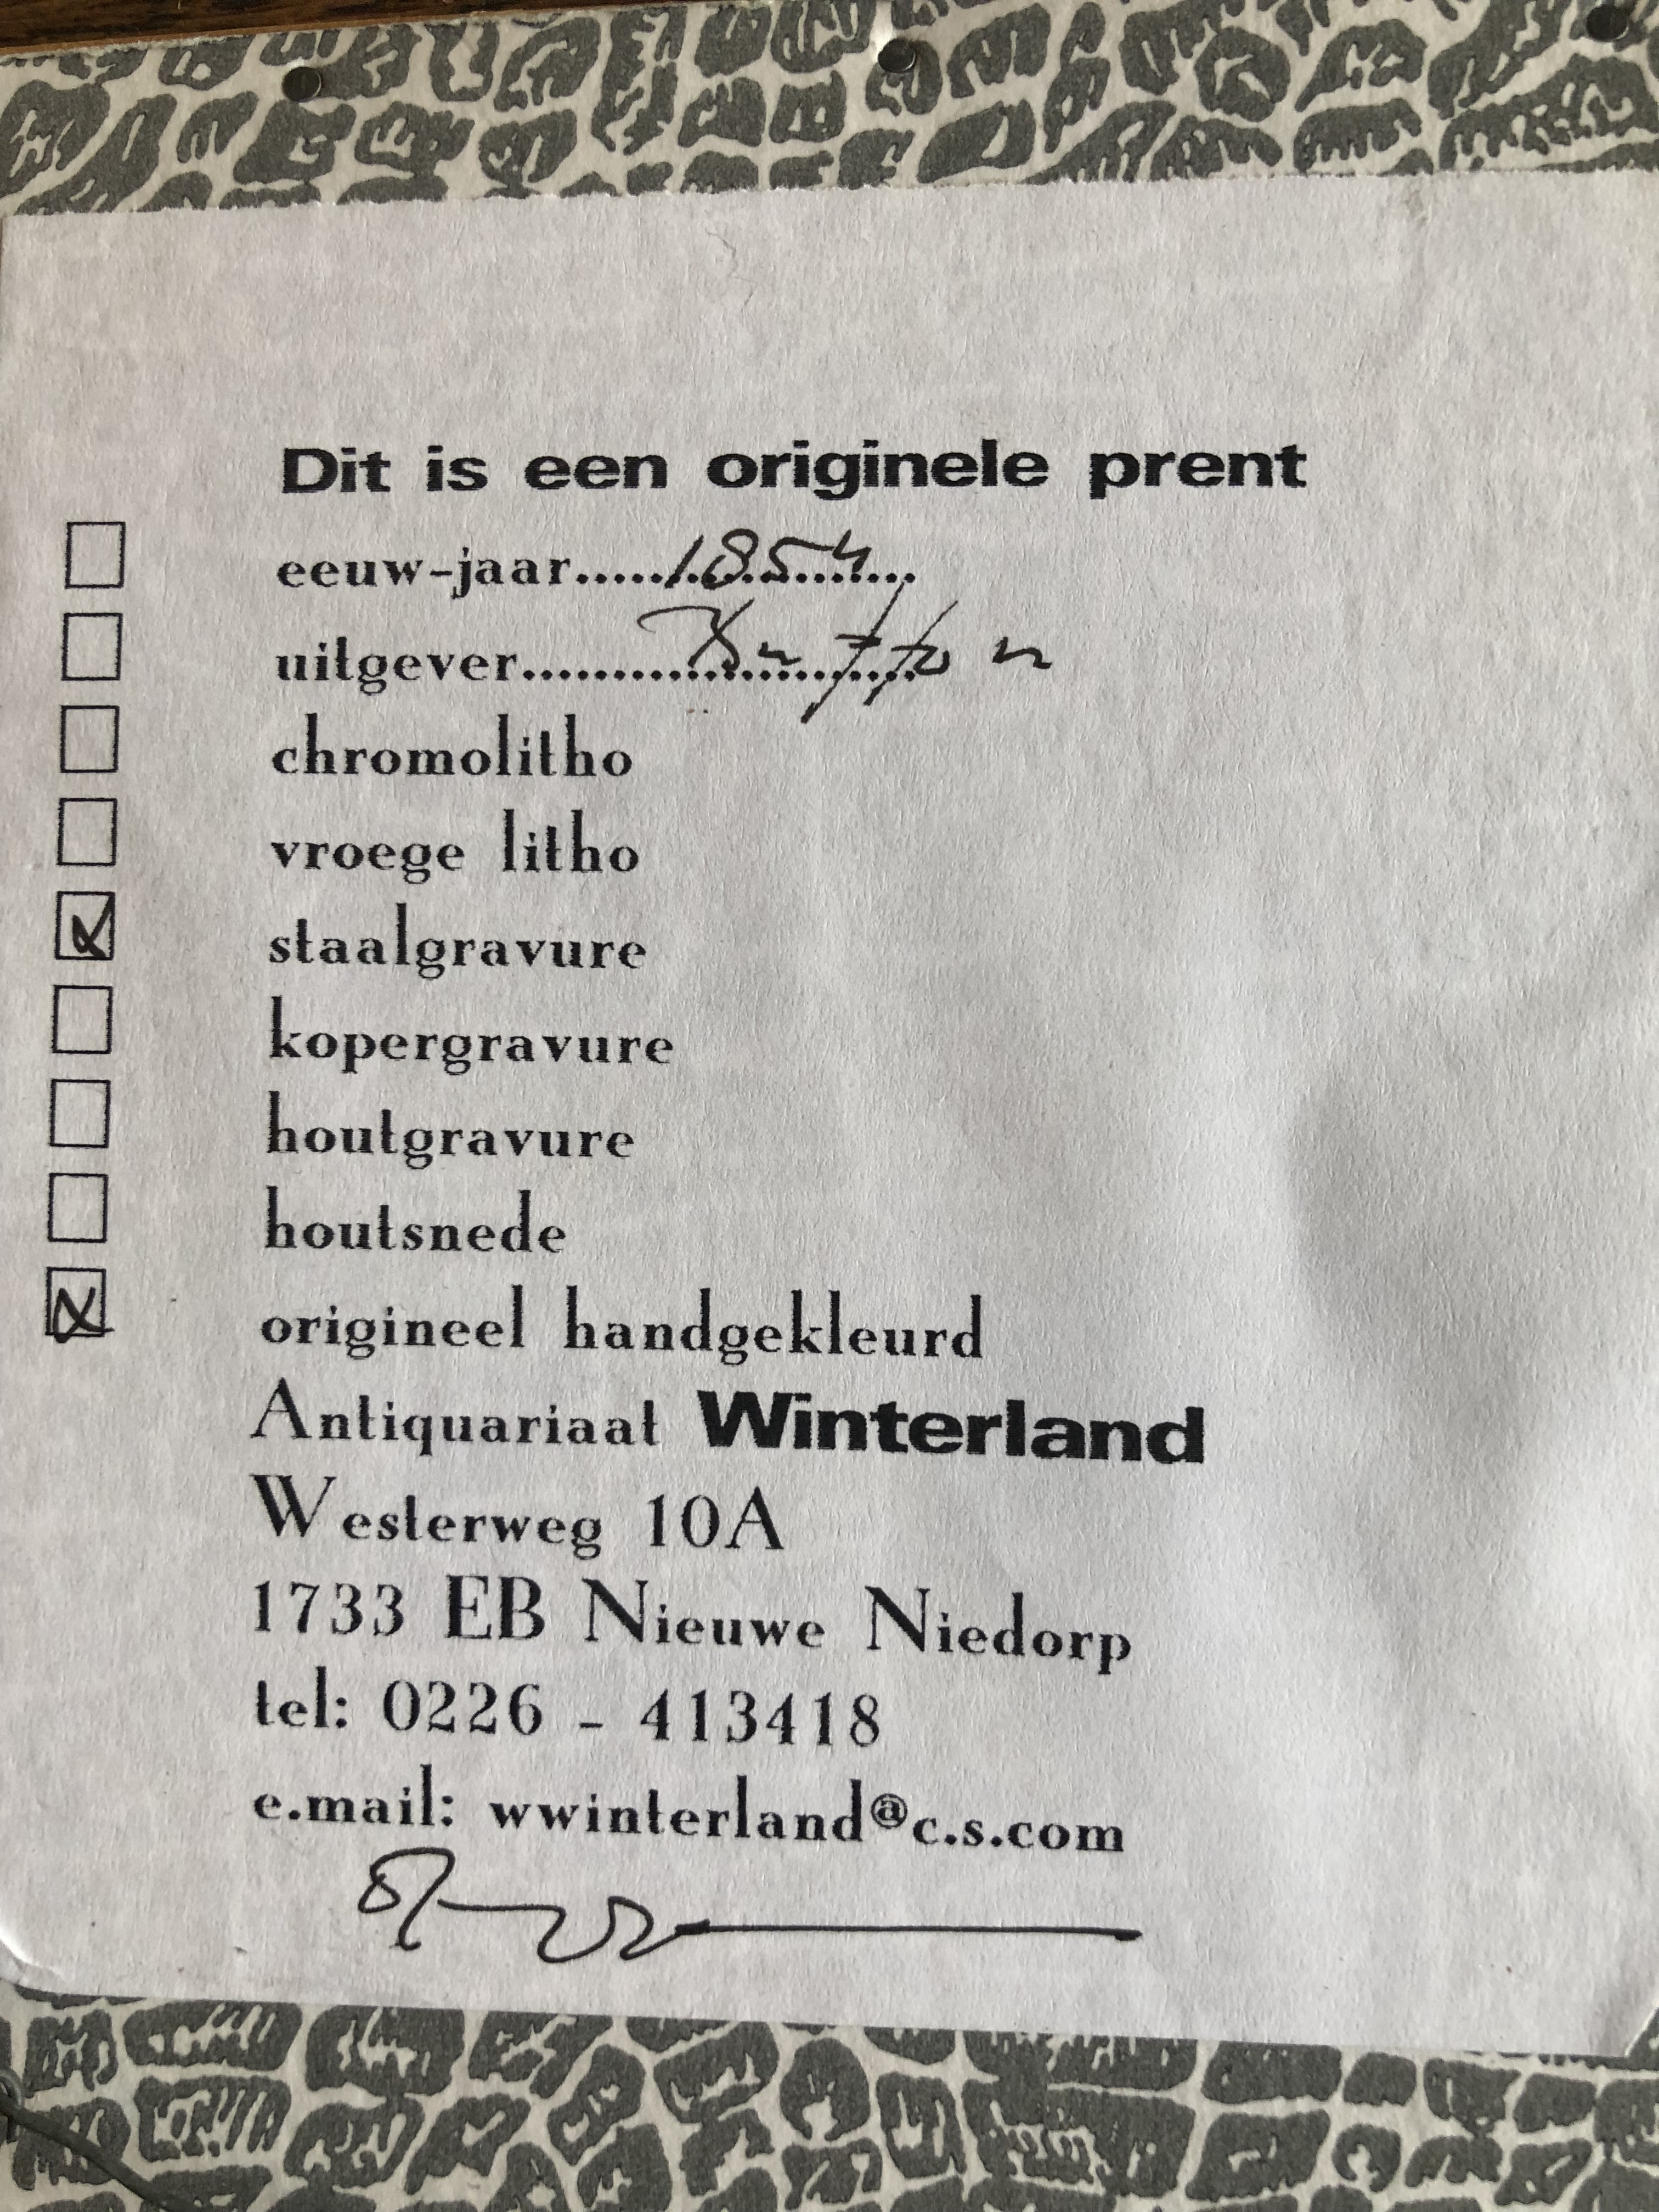 Dit is een originele prent
eeuw-jaar.....1854...
uitgever..........
chromolitho
vroege litho
staalgravure
kopergravure
houtgravure
houtsnede
origineel handgekleurd
Antiquariaat Winterland
Westerweg 10A
1733 EB Nieuwe Niedorp
tel: 0226 - 413418
e.mail: wwinterland@c.s.com